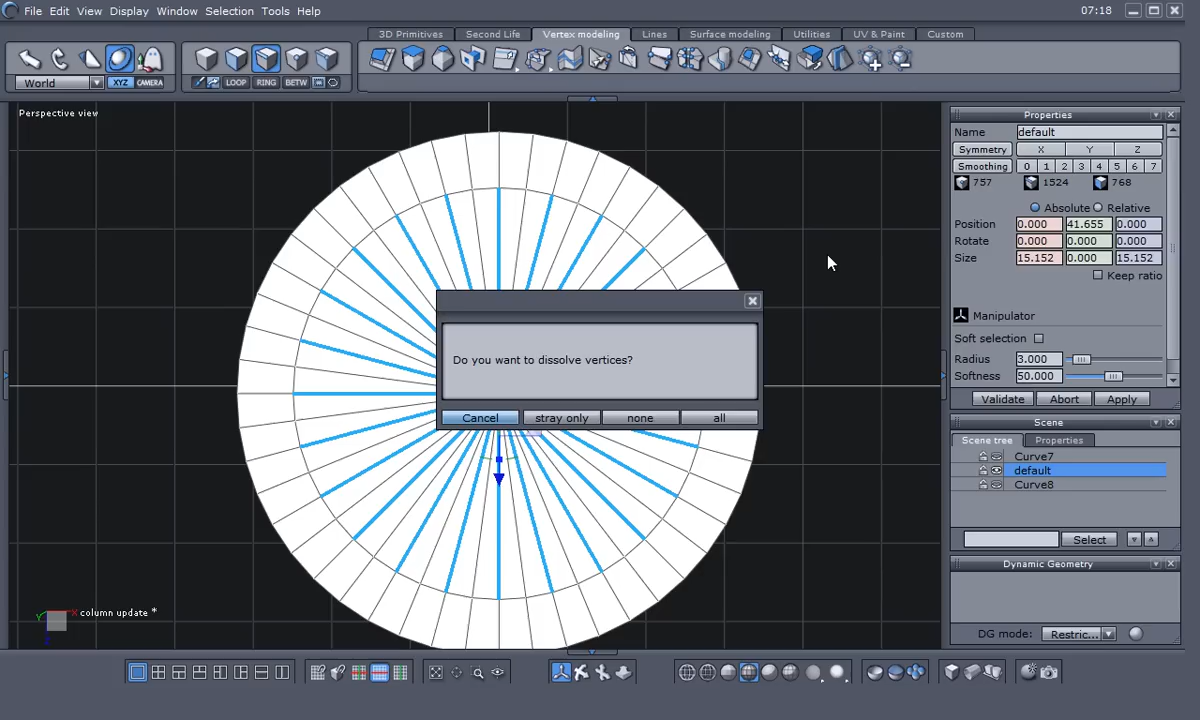 File Edit View Display Window Selection Tools Help 07:18
3D Primitives Second Life Vertex modeling Lines Surface modeling Utilities UV & Paint Custom
World XYZ CAMERA LOOP RING BETW
Perspective view
Properties
Name default
Symmetry X Y Z
Smoothing 0 1 2 3 4 5 6 7
757 1524 768
Absolute Relative
Position 0.000 41.655 0.000
Rotate 0.000 0.000 0.000
Size 15.152 0.000 15.152
Keep ratio
Manipulator
Soft selection
Radius 3.000
Softness 50.000
Validate Abort Apply
Do you want to dissolve vertices?
Cancel stray only none all
Scene
Scene tree Properties
Curve7
default
Curve8
Select
Dynamic Geometry
DG mode: Restric...
Y X column update *